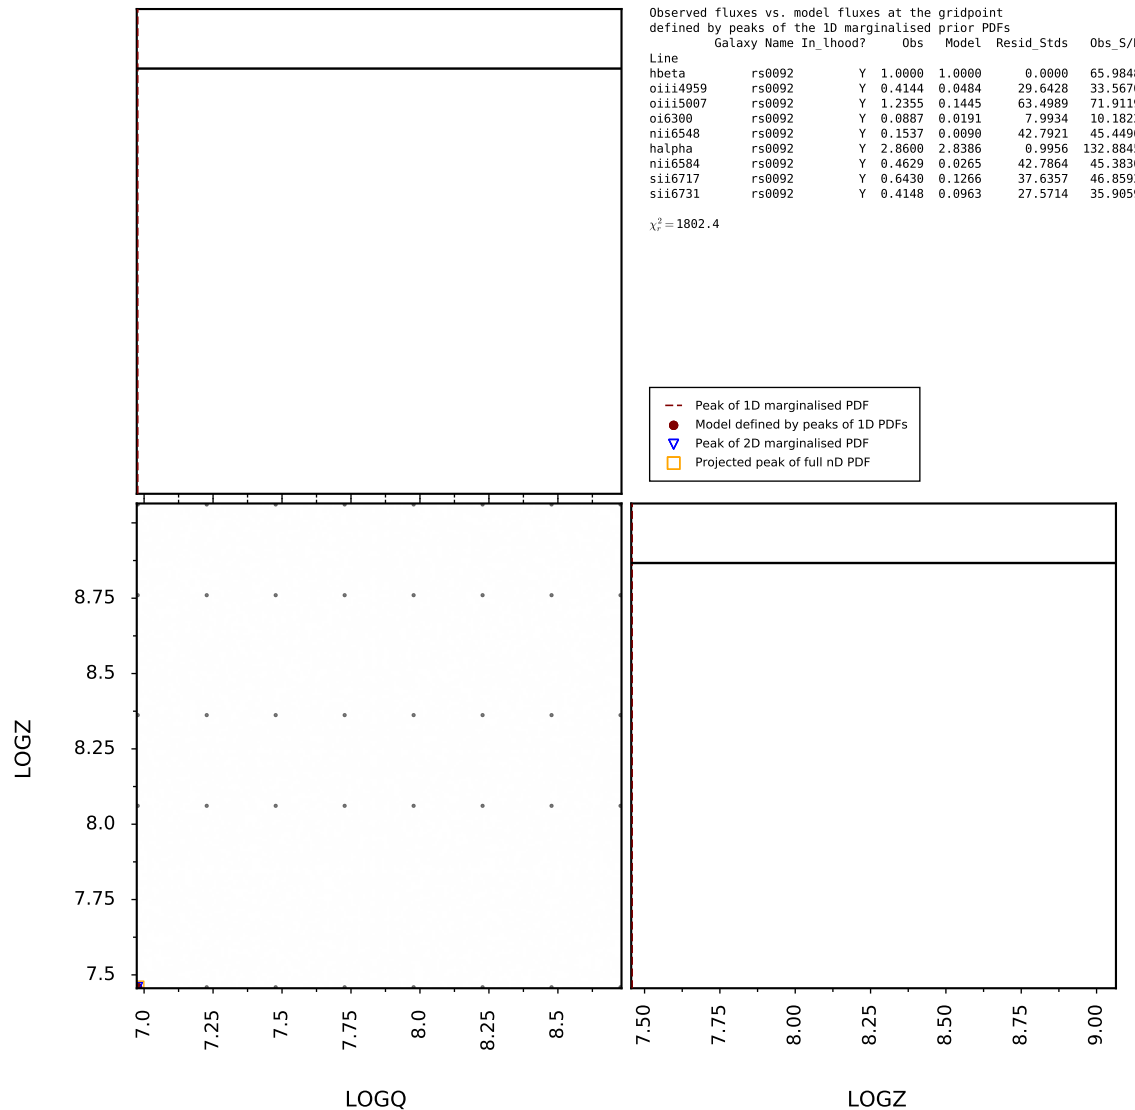 Observed fluxes vs. model fluxes at the gridpoint
defined by peaks of the 1D marginalised prior PDFs
Galaxy Name In_lhood? Obs Model Resid_Stds Obs_S/
Line
hbeta rs0092 Y 1.0000 1.0000 0.0000 65.984
oiii4959 rs0092 Y 0.4144 0.0484 29.6428 33.567
oiii5007 rs0092 Y 1.2355 0.1445 63.4989 71.911
oi6300 rs0092 Y 0.0887 0.0191 7.9934 10.182
nii6548 rs0092 Y 0.1537 0.0090 42.7921 45.449
halpha rs0092 Y 2.8600 2.8386 0.9956 132.884
nii6584 rs0092 Y 0.4629 0.0265 42.7864 45.383
sii6717 rs0092 Y 0.6430 0.1266 37.6357 46.859
sii6731 rs0092 Y 0.4148 0.0963 27.5714 35.905
χ²ᵣ = 1802.4
Peak of 1D marginalised PDF
Model defined by peaks of 1D PDFs
Peak of 2D marginalised PDF
Projected peak of full nD PDF
8.75
8.5
8.25
8.0
7.75
7.5
LOGZ
7.0 7.25 7.5 7.75 8.0 8.25 8.5
LOGQ
7.50 7.75 8.00 8.25 8.50 8.75 9.00
LOGZ